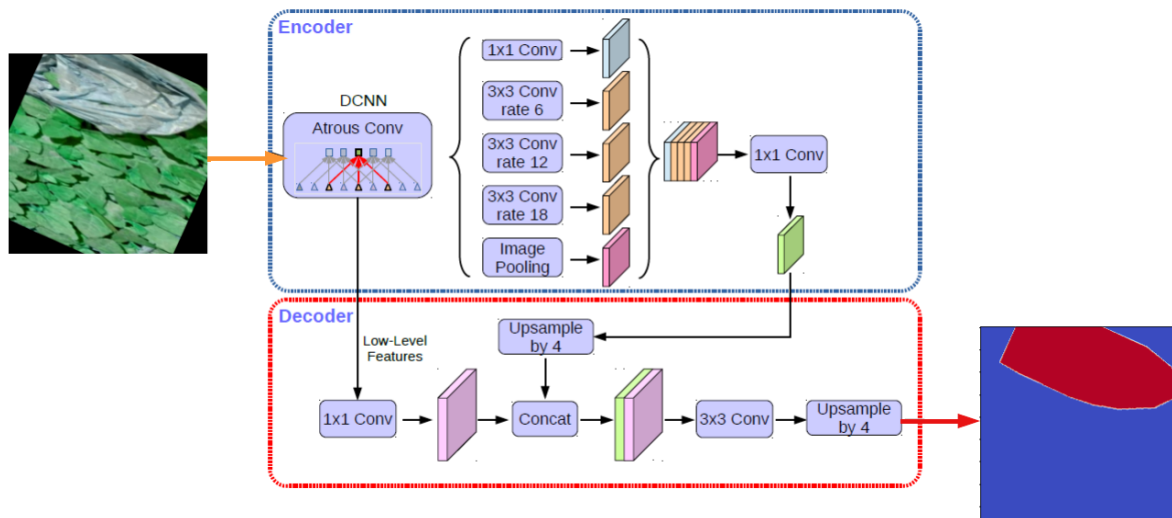 Encoder
DCNN
Atrous Conv
1x1 Conv
3x3 Conv
rate 6
3x3 Conv
rate 12
3x3 Conv
rate 18
Image
Pooling
1x1 Conv
Decoder
Low-Level
Features
Upsample
by 4
1x1 Conv
Concat
3x3 Conv
Upsample
by 4